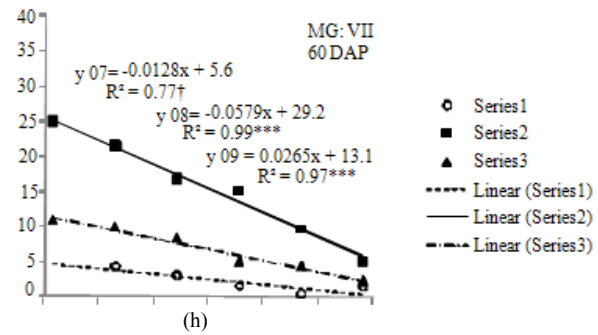 40
35
30
25
20
15
10
5
0
MG: VII
60 DAP
y 07= -0.0128x + 5.6
R² = 0.77†
y 08= -0.0579x + 29.2
R² = 0.99***
y 09 = 0.0265x + 13.1
R² = 0.97***
Series1
Series2
Series3
Linear (Series1)
Linear (Series2)
Linear (Series3)
(h)